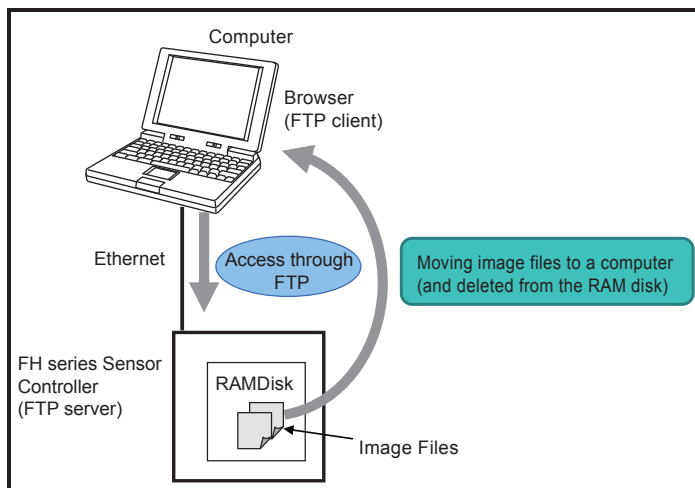 Computer
Browser
(FTP client)
Ethernet
Access through
FTP
Moving image files to a computer
(and deleted from the RAM disk)
FH series Sensor
Controller
(FTP server)
RAMDisk
Image Files